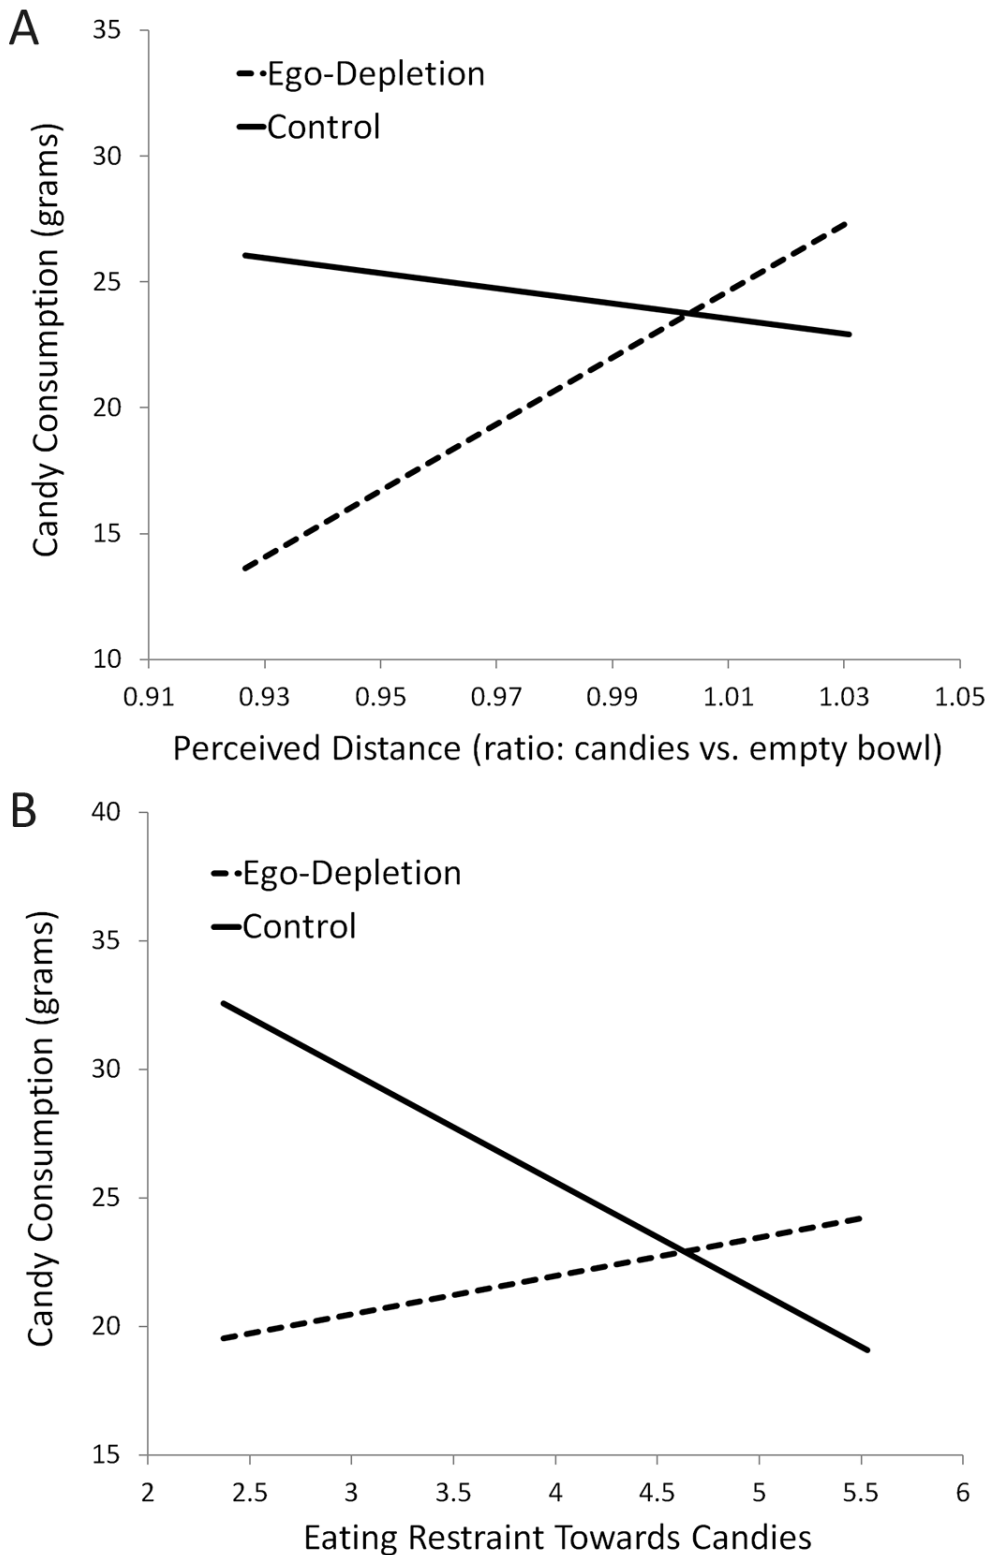 A
35
30
25
20
15
10
Candy Consumption (grams)
Ego-Depletion
Control
0.91 0.93 0.95 0.97 0.99 1.01 1.03 1.05
Perceived Distance (ratio: candies vs. empty bowl)
B
40
35
30
25
20
15
Candy Consumption (grams)
Ego-Depletion
Control
2 2.5 3 3.5 4 4.5 5 5.5 6
Eating Restraint Towards Candies